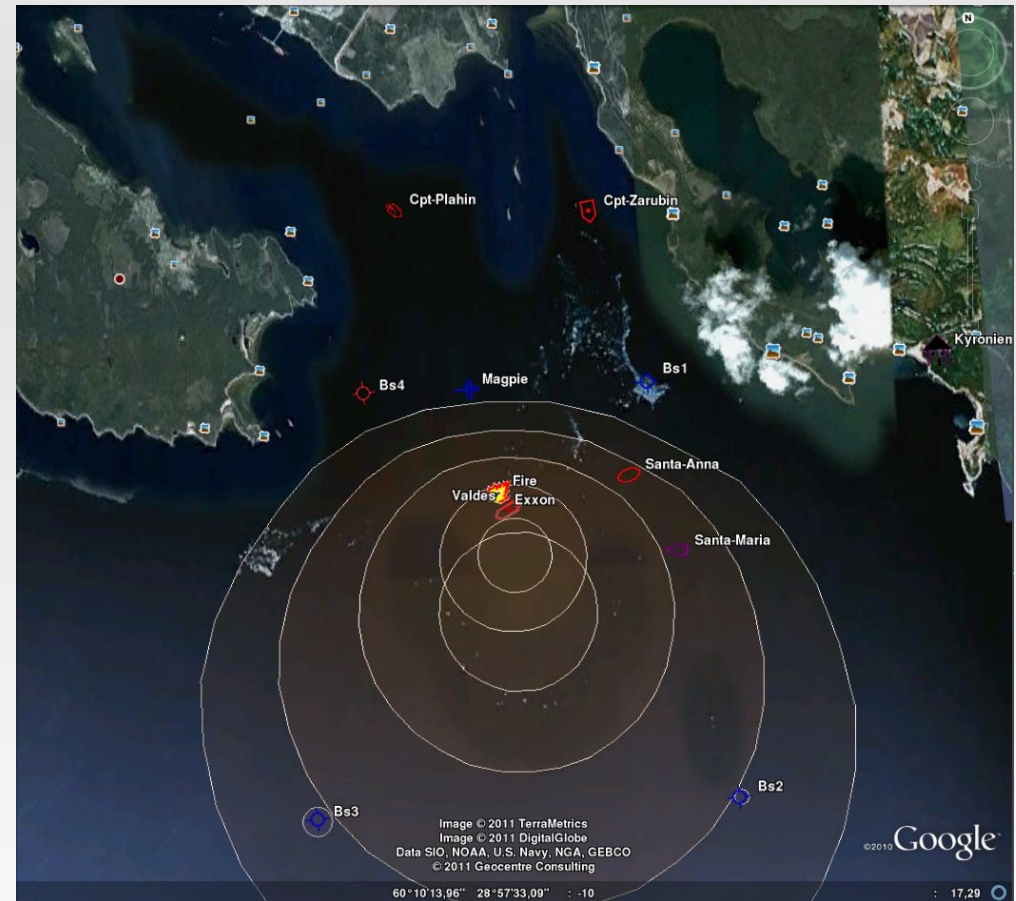 N
Cpt-Plahin
Cpt-Zarubin
Kyronien
Bs1
Magpie
Bs4
Santa-Anna
Fire
Valdes
Exxon
Santa-Maria
Bs2
Bs3
Image © 2011 TerraMetrics
Image © 2011 DigitalGlobe
Data SIO, NOAA, U.S. Navy, NGA, GEBCO
© 2011 Geocentre Consulting
©2010 Google
60°10'13,96" 28°57'33,09" : -10 : 17,29